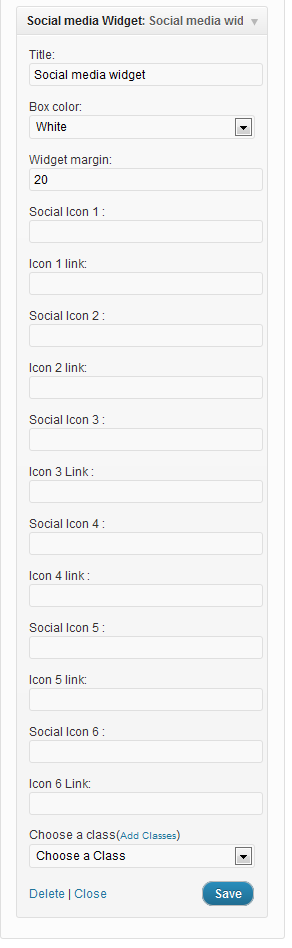 Social media Widget: Social media wid
Title:
Social media widget
Box color:
White
Widget margin:
20
Social Icon 1 :
Icon 1 link:
Social Icon 2 :
Icon 2 link:
Social Icon 3 :
Icon 3 Link :
Social Icon 4 :
Icon 4 link :
Social Icon 5 :
Icon 5 link:
Social Icon 6 :
Icon 6 Link:
Choose a class(Add Classes)
Choose a Class
Delete | Close
Save